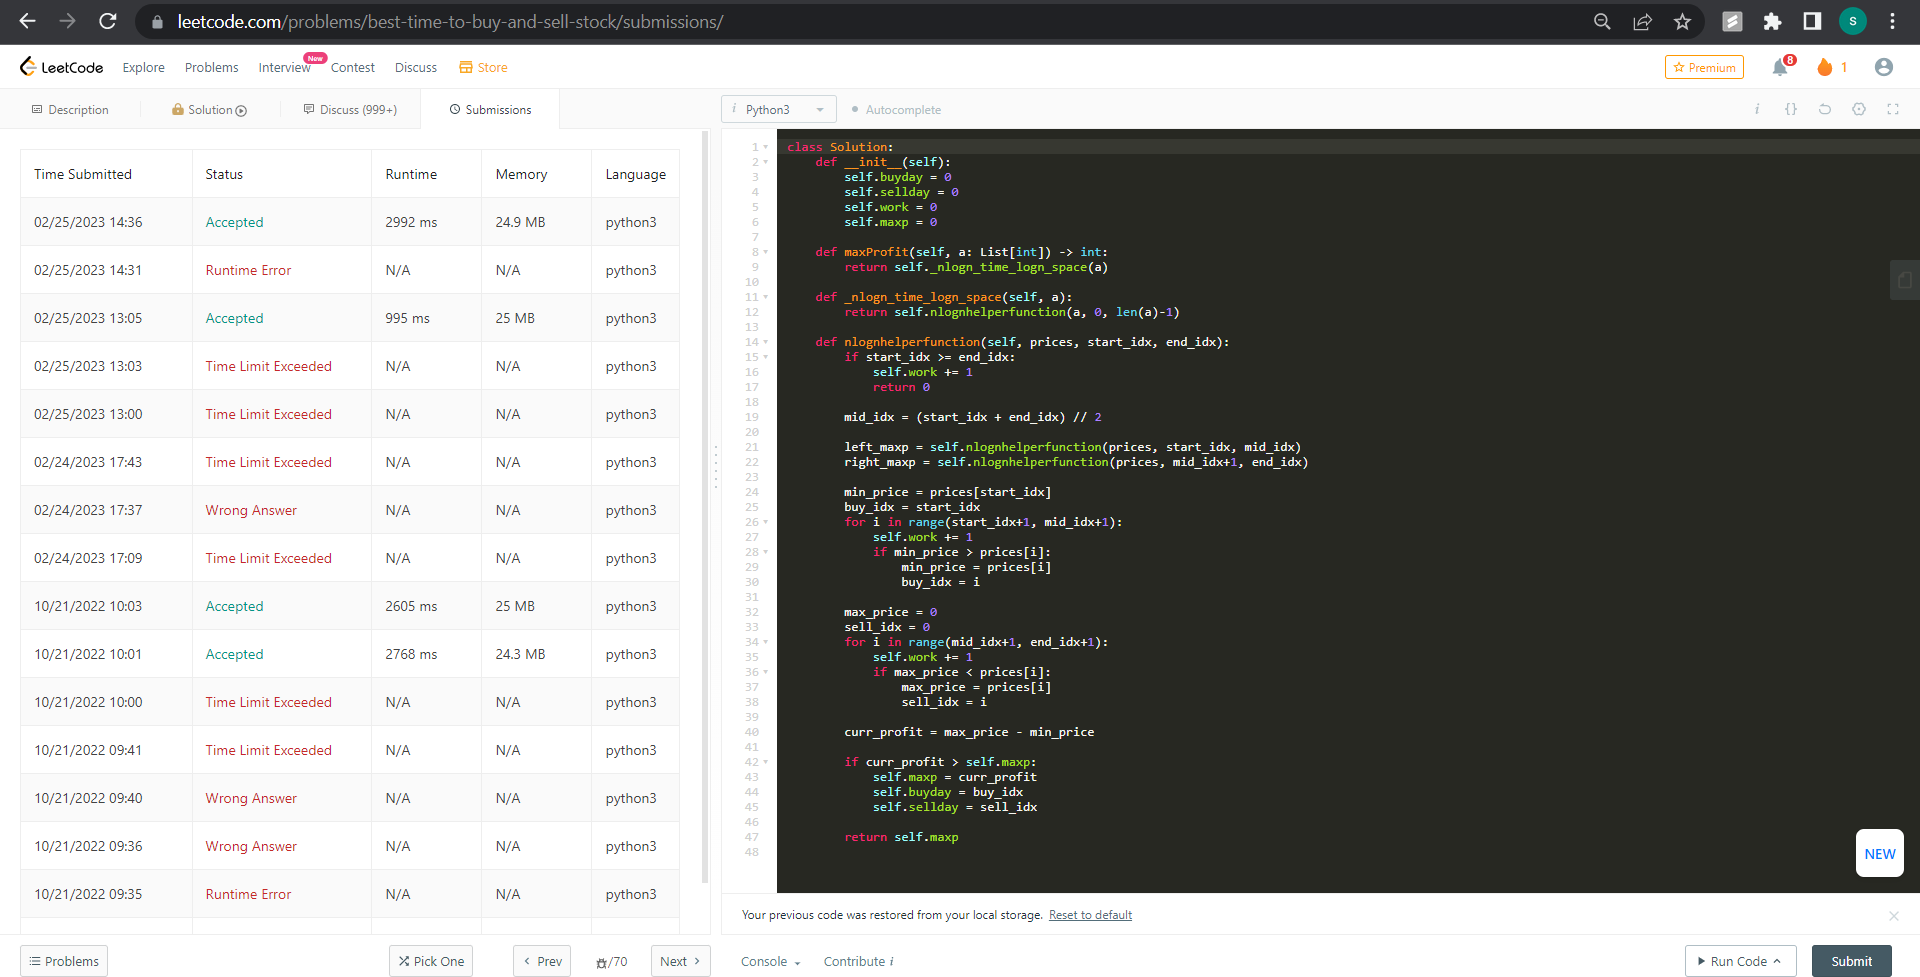 leetcode.com/problems/best-time-to-buy-and-sell-stock/submissions/
S
LeetCode Explore Problems Interview New Contest Discuss Store Premium 8 1
Description Solution Discuss (999+) Submissions
i Python3 Autocomplete i {}
Time Submitted Status Runtime Memory Language
02/25/2023 14:36 Accepted 2992 ms 24.9 MB python3
02/25/2023 14:31 Runtime Error N/A N/A python3
02/25/2023 13:05 Accepted 995 ms 25 MB python3
02/25/2023 13:03 Time Limit Exceeded N/A N/A python3
02/25/2023 13:00 Time Limit Exceeded N/A N/A python3
02/24/2023 17:43 Time Limit Exceeded N/A N/A python3
02/24/2023 17:37 Wrong Answer N/A N/A python3
02/24/2023 17:09 Time Limit Exceeded N/A N/A python3
10/21/2022 10:03 Accepted 2605 ms 25 MB python3
10/21/2022 10:01 Accepted 2768 ms 24.3 MB python3
10/21/2022 10:00 Time Limit Exceeded N/A N/A python3
10/21/2022 09:41 Time Limit Exceeded N/A N/A python3
10/21/2022 09:40 Wrong Answer N/A N/A python3
10/21/2022 09:36 Wrong Answer N/A N/A python3
10/21/2022 09:35 Runtime Error N/A N/A python3
Problems Pick One Prev /70 Next
1 class Solution:
2     def __init__(self):
3         self.buyday = 0
4         self.sellday = 0
5         self.work = 0
6         self.maxp = 0
7
8     def maxProfit(self, a: List[int]) -> int:
9         return self._nlogn_time_logn_space(a)
10
11     def _nlogn_time_logn_space(self, a):
12         return self.nlognhelperfunction(a, 0, len(a)-1)
13
14     def nlognhelperfunction(self, prices, start_idx, end_idx):
15         if start_idx >= end_idx:
16             self.work += 1
17             return 0
18
19         mid_idx = (start_idx + end_idx) // 2
20
21         left_maxp = self.nlognhelperfunction(prices, start_idx, mid_idx)
22         right_maxp = self.nlognhelperfunction(prices, mid_idx+1, end_idx)
23
24         min_price = prices[start_idx]
25         buy_idx = start_idx
26         for i in range(start_idx+1, mid_idx+1):
27             self.work += 1
28             if min_price > prices[i]:
29                 min_price = prices[i]
30                 buy_idx = i
31
32         max_price = 0
33         sell_idx = 0
34         for i in range(mid_idx+1, end_idx+1):
35             self.work += 1
36             if max_price < prices[i]:
37                 max_price = prices[i]
38                 sell_idx = i
39
40         curr_profit = max_price - min_price
41
42         if curr_profit > self.maxp:
43             self.maxp = curr_profit
44             self.buyday = buy_idx
45             self.sellday = sell_idx
46
47         return self.maxp
48
NEW
Your previous code was restored from your local storage. Reset to default
Console Contribute i Run Code Submit